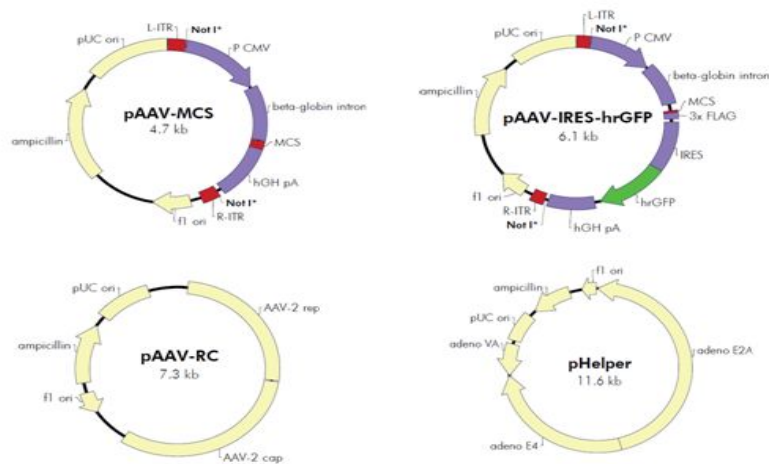 L-ITR
Not I*
pUC ori
P CMV
beta-globin intron
ampicillin
pAAV-MCS
4.7 kb
MCS
hGH pA
Not I*
R-ITR
f1 ori
L-ITR
Not I*
pUC ori
P CMV
beta-globin intron
ampicillin
MCS
3x FLAG
pAAV-IRES-hrGFP
6.1 kb
IRES
hrGFP
f1 ori
R-ITR
Not I*
hGH pA
pUC ori
AAV-2 rep
ampicillin
pAAV-RC
7.3 kb
f1 ori
AAV-2 cap
f1 ori
ampicillin
pUC ori
adeno VA
pHelper
11.6 kb
adeno E2A
adeno E4